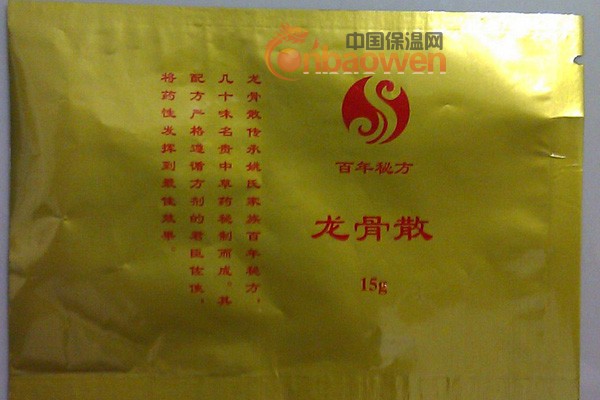 中国保温网
cnbaowen
百年秘方
龙骨散
15g
龙骨散传承姚氏家族百年秘方，
几十味名贵中草药秘制而成。其
配方严格遵循方剂的君臣佐使，
将药性发挥到最佳效果。